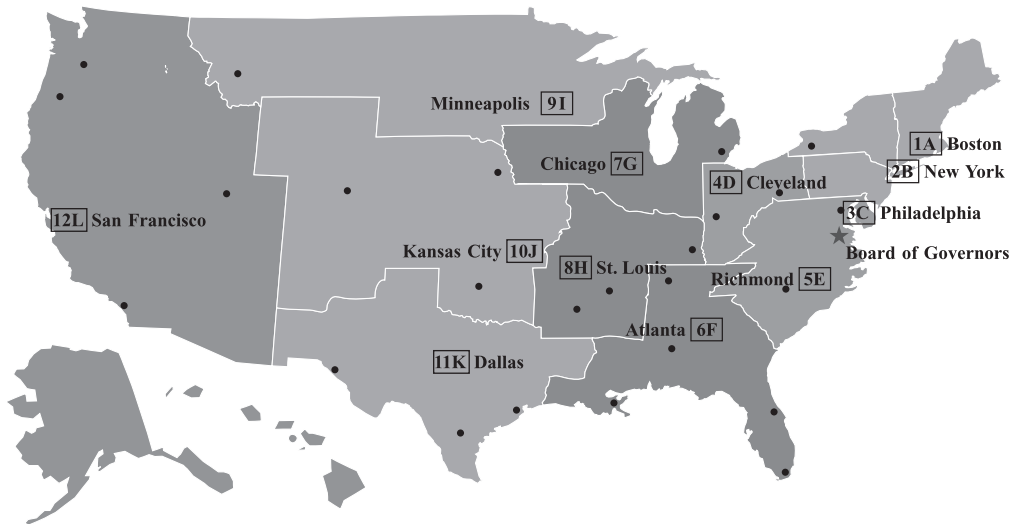 Minneapolis 9I
1A Boston
Chicago 7G
2B New York
4D Cleveland
12L San Francisco
3C Philadelphia
Kansas City 10J
Board of Governors
8H St. Louis
Richmond 5E
Atlanta 6F
11K Dallas